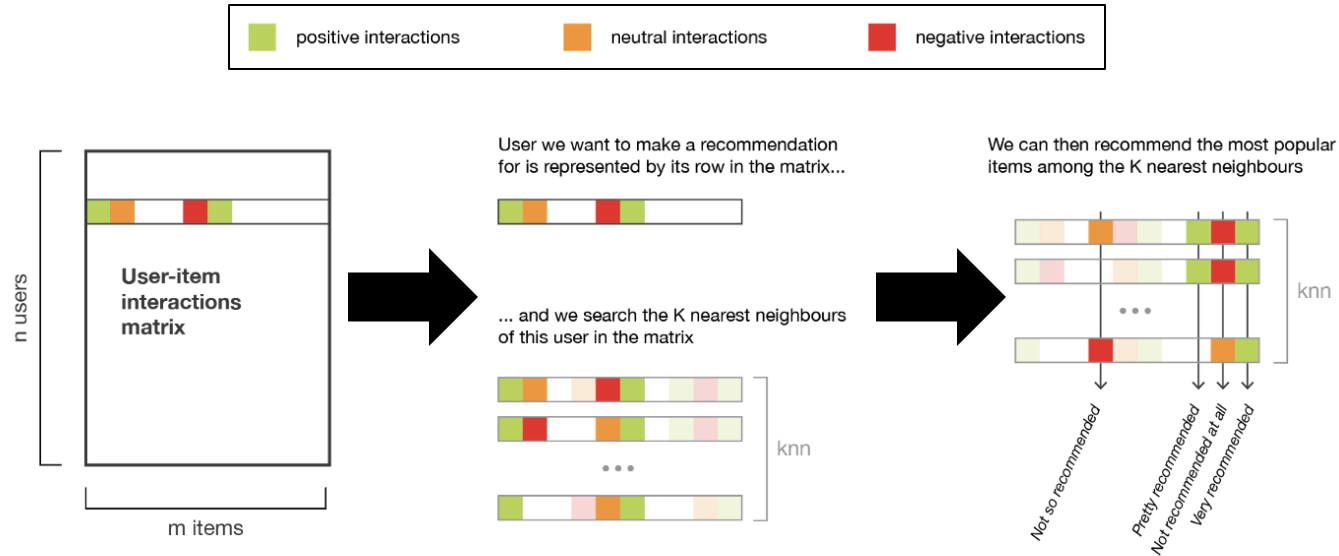 positive interactions
neutral interactions
negative interactions
n users
User-item
interactions
matrix
m items
User we want to make a recommendation
for is represented by its row in the matrix...
... and we search the K nearest neighbours
of this user in the matrix
knn
We can then recommend the most popular
items among the K nearest neighbours
knn
Not so recommended
Pretty recommended
Not recommended at all
Very recommended